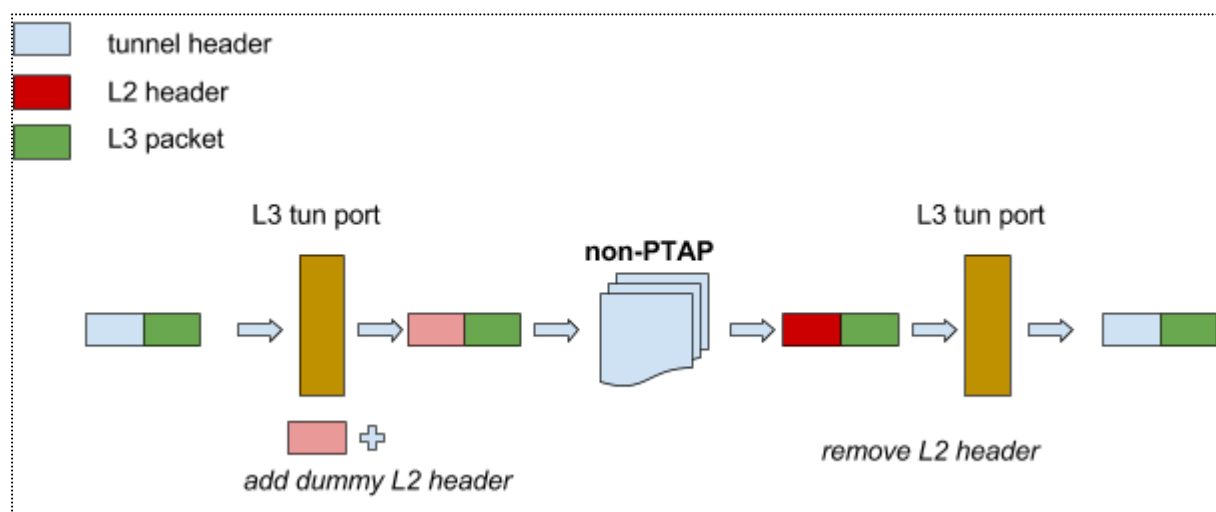 tunnel header
L2 header
L3 packet
L3 tun port
L3 tun port
non-PTAP
add dummy L2 header
remove L2 header